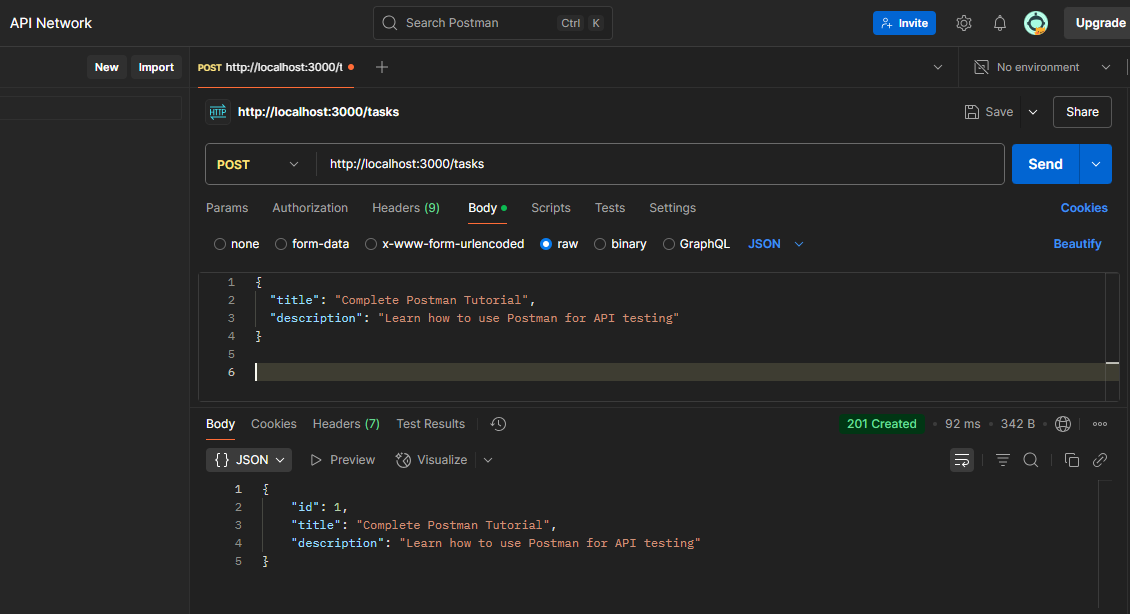 API Network
Search Postman Ctrl K
Invite
Upgrade
New Import
POST http://localhost:3000/t
No environment
HTTP http://localhost:3000/tasks
Save Share
POST http://localhost:3000/tasks
Send
Params Authorization Headers (9) Body Scripts Tests Settings Cookies
none form-data x-www-form-urlencoded raw binary GraphQL JSON Beautify
1 {
2 "title": "Complete Postman Tutorial",
3 "description": "Learn how to use Postman for API testing"
4 }
5
6
Body Cookies Headers (7) Test Results 201 Created 92 ms 342 B
{} JSON Preview Visualize
1 {
2 "id": 1,
3 "title": "Complete Postman Tutorial",
4 "description": "Learn how to use Postman for API testing"
5 }